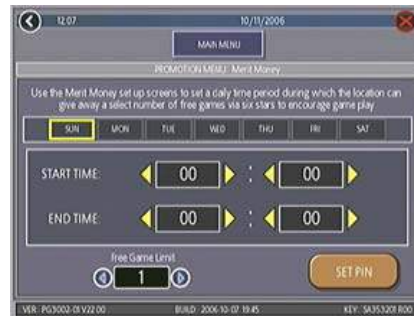 12:07 10/11/2006
MAIN MENU
PROMOTION MENU: Merit Money
Use the Merit Money set up screens to set a daily time period during which the location can
give away a select number of free games via six stars to encourage game play
SUN MON TUE WED THU FRI SAT
START TIME: 00 : 00
END TIME: 00 : 00
Free Game Limit
1
SET PIN
VER: PG3002-01 V22.00 BUILD: 2006-10-07 19:45 KEY: SA353201 R00